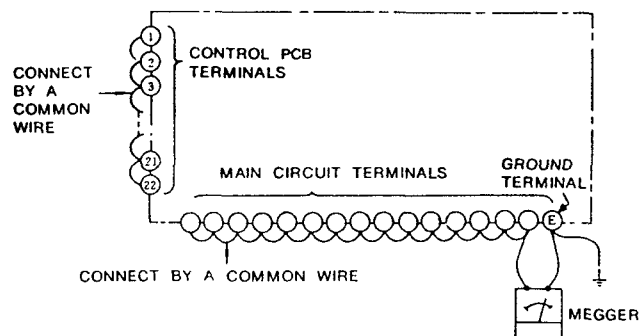 1
2
3
21
22
CONTROL PCB
TERMINALS
CONNECT
BY A
COMMON
WIRE
MAIN CIRCUIT TERMINALS
GROUND
TERMINAL
E
CONNECT BY A COMMON WIRE
MEGGER